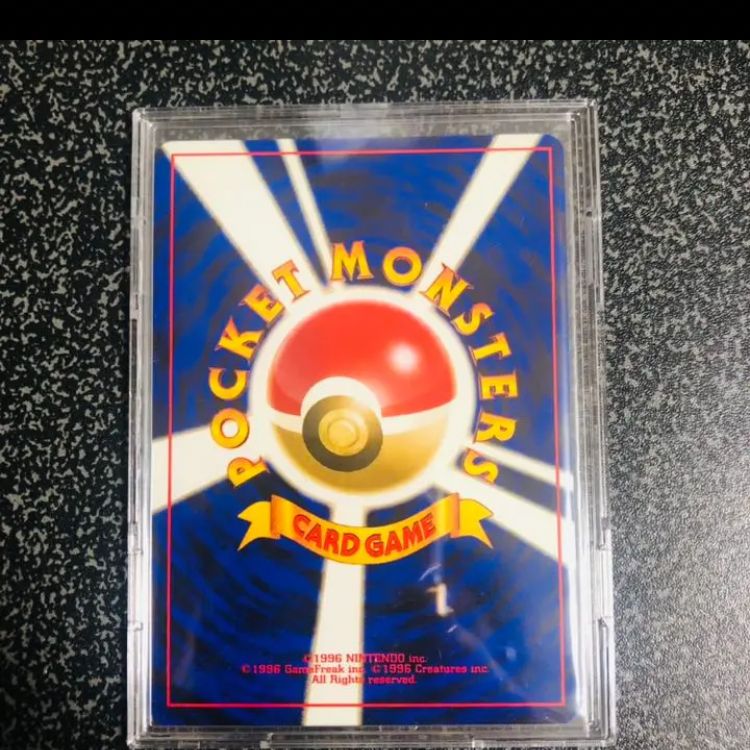 POCKET MONSTERS
CARD GAME
©1996 NINTENDO inc.
©1996 GameFreak inc. ©1996 Creatures inc.
All Rights reserved.